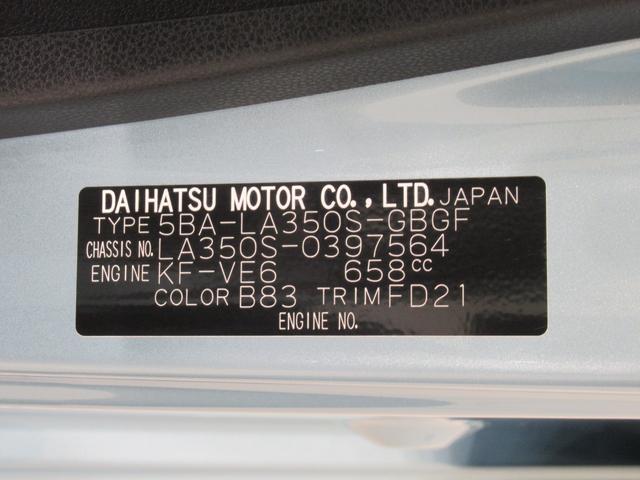 DAIHATSU MOTOR CO., LTD. JAPAN
TYPE 5BA-LA350S-GBGF
CHASSIS NO. LA350S-0397564
ENGINE KF-VE6 658cc
COLOR B83 TRIM FD21
ENGINE NO.